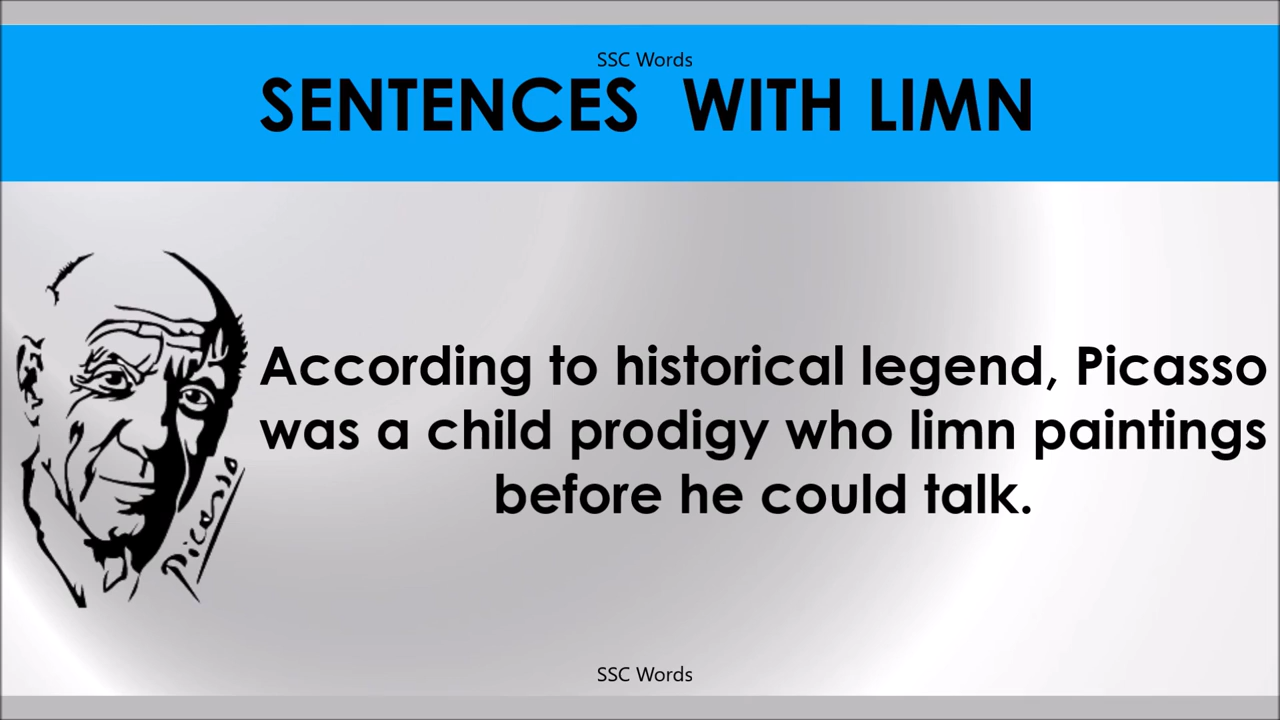 SSC Words
SENTENCES WITH LIMN
According to historical legend, Picasso
was a child prodigy who limn paintings
before he could talk.
Picasso
SSC Words